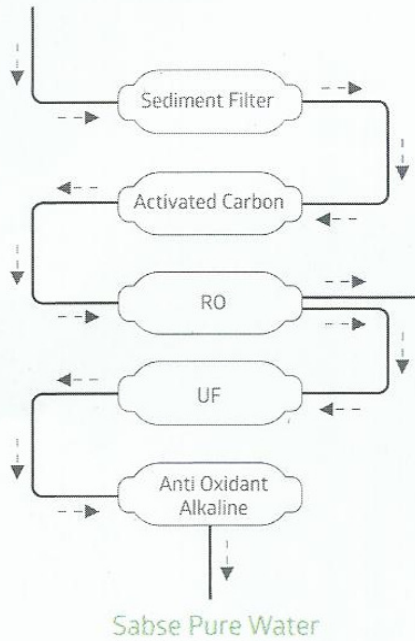 Sediment Filter
Activated Carbon
RO
UF
Anti Oxidant
Alkaline
Sabse Pure Water